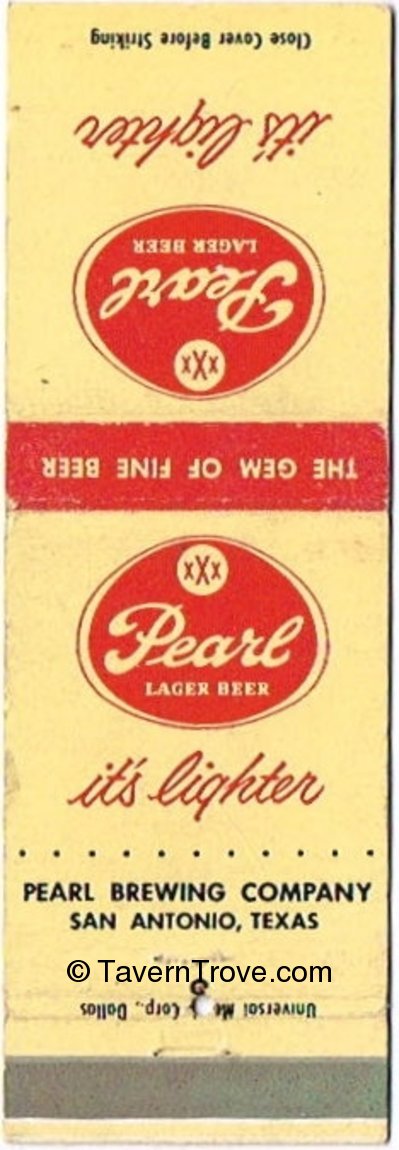 Close Cover Before Striking
it's lighter
LAGER BEER
Pearl
XXX
THE GEM OF FINE BEER
XXX
Pearl
LAGER BEER
it's lighter
PEARL BREWING COMPANY
SAN ANTONIO, TEXAS
© TavernTrove.com
Universal Corp., Dallas